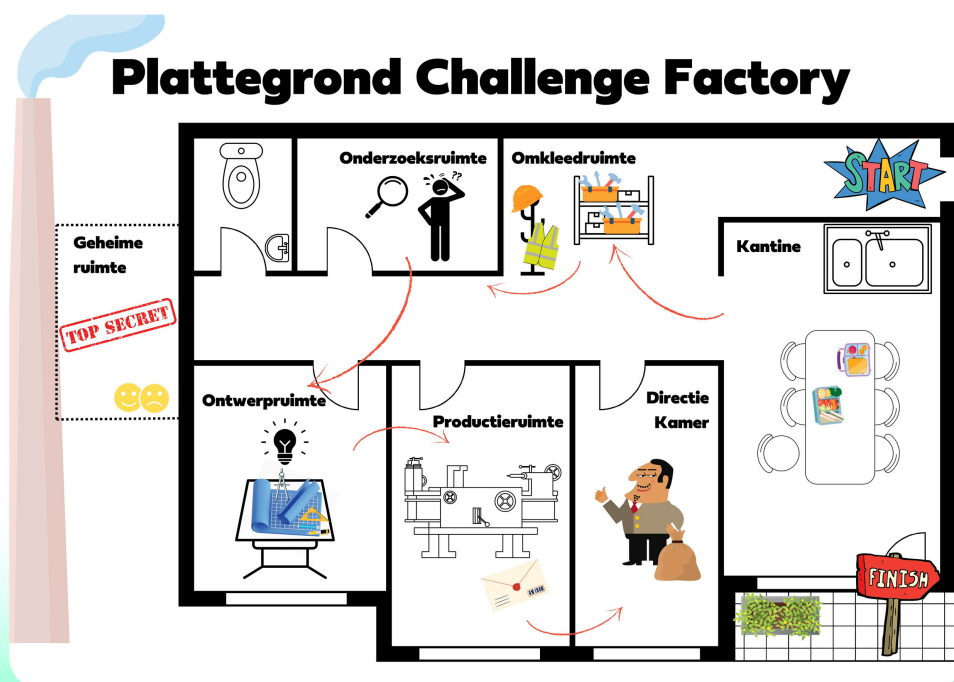 Plattegrond Challenge Factory
Onderzoeksruimte
??
Omkleedruimte
START
Geheime
ruimte
TOP SECRET
Kantine
Ontwerpruimte
Productieruimte
Directie
Kamer
FINISH